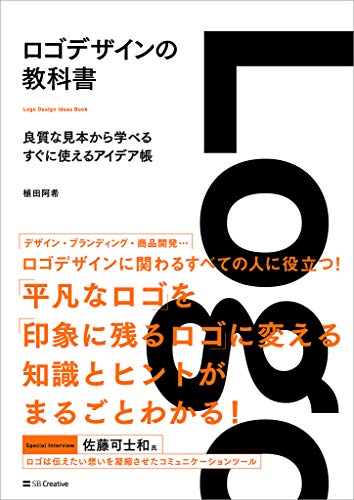 ロゴデザインの
教科書
Logo Design Ideas Book
良質な見本から学べる
すぐに使えるアイデア帳
植田阿希
Logo
デザイン・ブランディング・商品開発…
ロゴデザインに関わるすべての人に役立つ!
「平凡なロゴ」を
「印象に残るロゴに変える
知識とヒントが
まるごとわかる!
Special Interview
佐藤可士和氏
ロゴは伝えたい想いを凝縮させたコミュニケーションツール
SB Creative